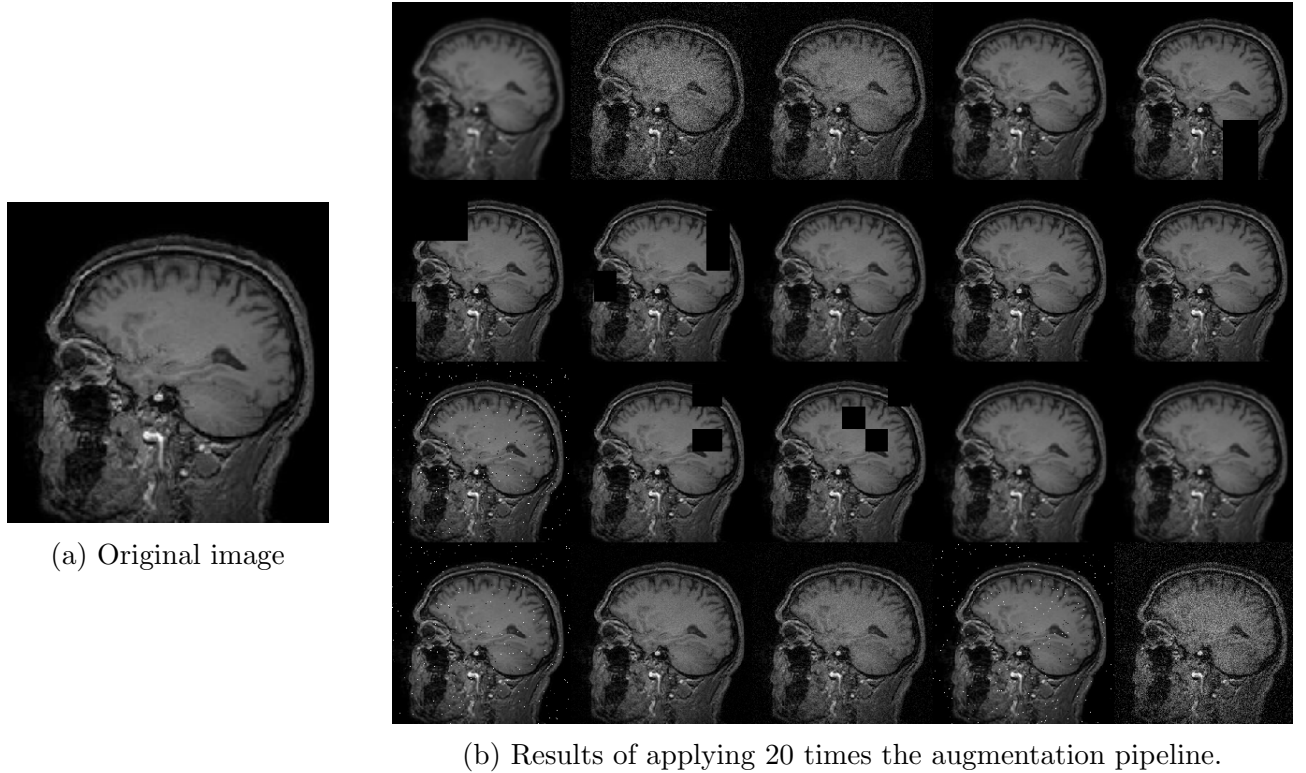 (a) Original image
(b) Results of applying 20 times the augmentation pipeline.